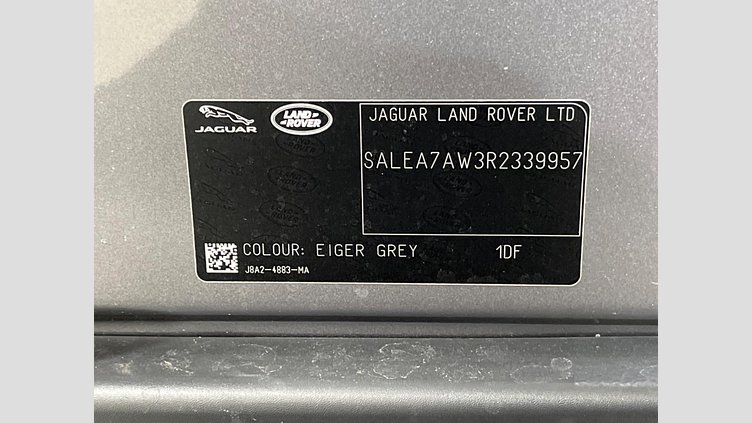 JAGUAR
LAND
ROVER
JAGUAR LAND ROVER LTD
SALEA7AW3R2339957
COLOUR: EIGER GREY 1DF
J8A2-4883-MA